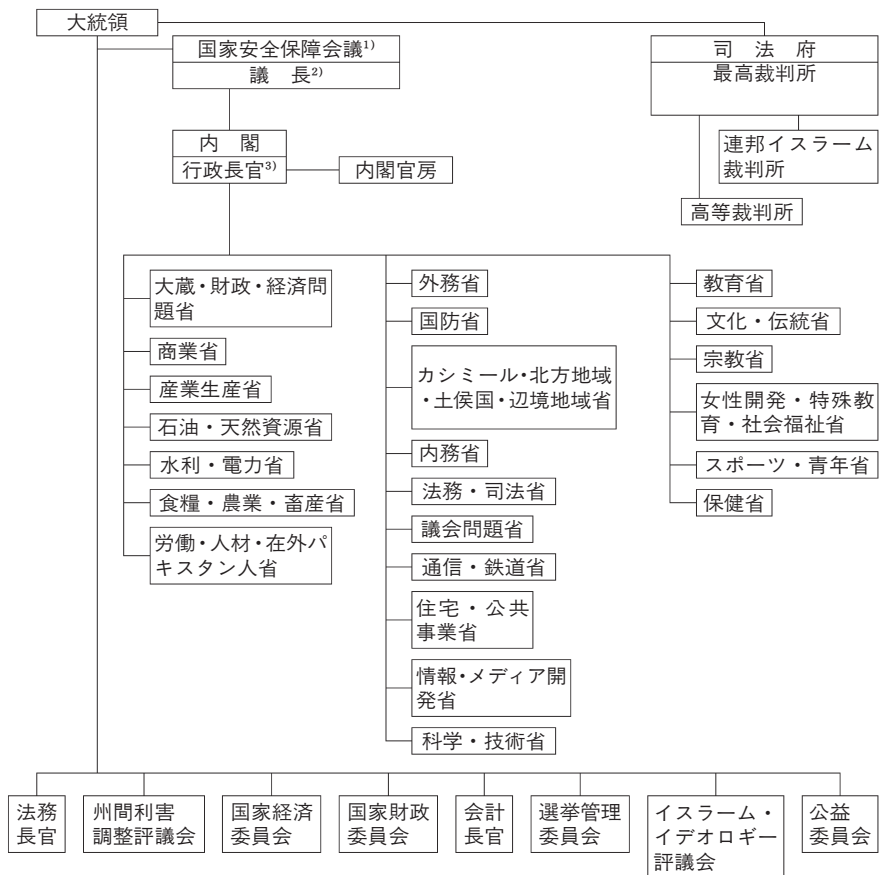 大統領
国家安全保障会議¹⁾
議 長²⁾
司 法 府
最高裁判所
内 閣
行政長官³⁾
内閣官房
連邦イスラーム
裁判所
高等裁判所
大蔵・財政・経済問
題省
商業省
産業生産省
石油・天然資源省
水利・電力省
食糧・農業・畜産省
労働・人材・在外パ
キスタン人省
外務省
国防省
カシミール・北方地域
・土侯国・辺境地域省
内務省
法務・司法省
議会問題省
通信・鉄道省
住宅・公共
事業省
情報・メディア開
発省
科学・技術省
教育省
文化・伝統省
宗教省
女性開発・特殊教
育・社会福祉省
スポーツ・青年省
保健省
法務
長官
州間利害
調整評議会
国家経済
委員会
国家財政
委員会
会計
長官
選挙管理
委員会
イスラーム・
イデオロギー
評議会
公益
委員会